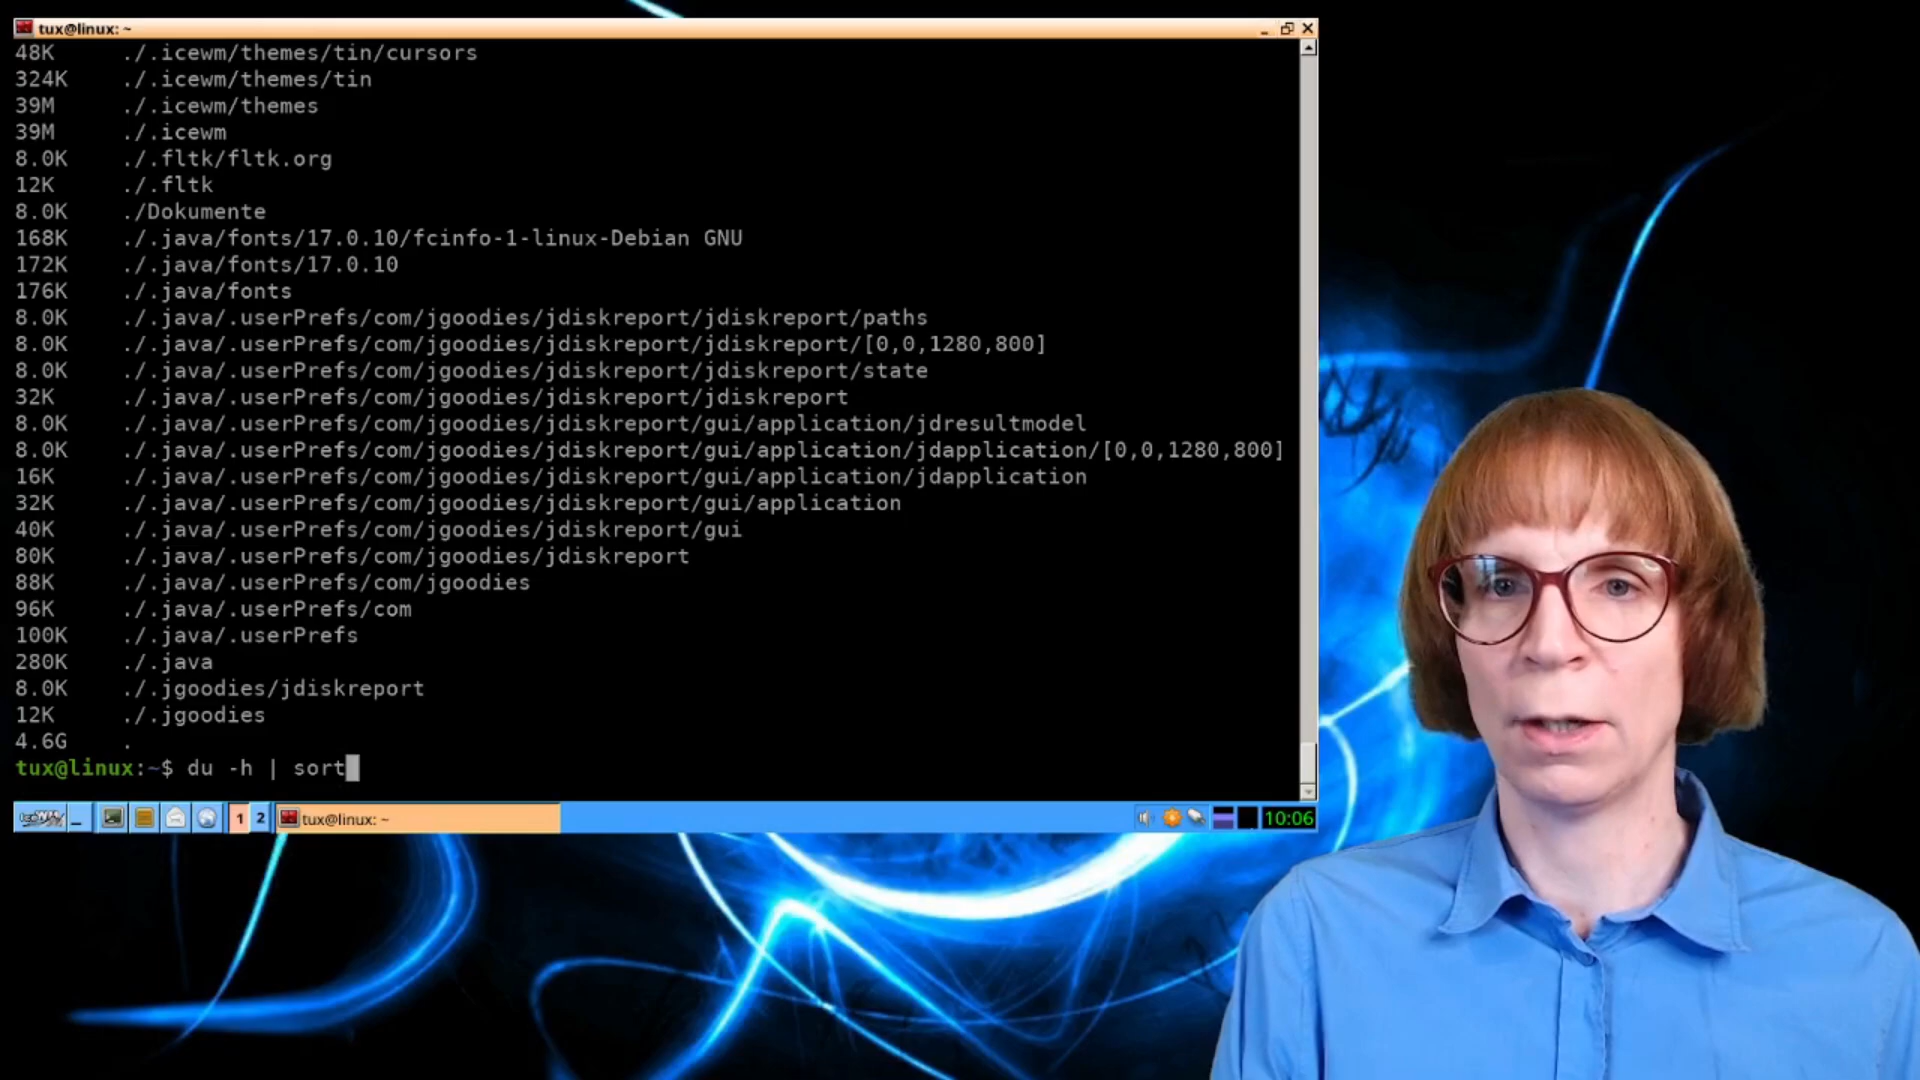 tux@linux: ~
48K ./.icewm/themes/tin/cursors
324K ./.icewm/themes/tin
39M ./.icewm/themes
39M ./.icewm
8.0K ./.fltk/fltk.org
12K ./.fltk
8.0K ./Dokumente
168K ./.java/fonts/17.0.10/fcinfo-1-linux-Debian GNU
172K ./.java/fonts/17.0.10
176K ./.java/fonts
8.0K ./.java/.userPrefs/com/jgoodies/jdiskreport/jdiskreport/paths
8.0K ./.java/.userPrefs/com/jgoodies/jdiskreport/jdiskreport/[0,0,1280,800]
8.0K ./.java/.userPrefs/com/jgoodies/jdiskreport/jdiskreport/state
32K ./.java/.userPrefs/com/jgoodies/jdiskreport/jdiskreport
8.0K ./.java/.userPrefs/com/jgoodies/jdiskreport/gui/application/jdresultmodel
8.0K ./.java/.userPrefs/com/jgoodies/jdiskreport/gui/application/jdapplication/[0,0,1280,800]
16K ./.java/.userPrefs/com/jgoodies/jdiskreport/gui/application/jdapplication
32K ./.java/.userPrefs/com/jgoodies/jdiskreport/gui/application
40K ./.java/.userPrefs/com/jgoodies/jdiskreport/gui
80K ./.java/.userPrefs/com/jgoodies/jdiskreport
88K ./.java/.userPrefs/com/jgoodies
96K ./.java/.userPrefs/com
100K ./.java/.userPrefs
280K ./.java
8.0K ./.jgoodies/jdiskreport
12K ./.jgoodies
4.6G .
tux@linux:~$ du -h | sort
1 2 tux@linux: ~ 10:06